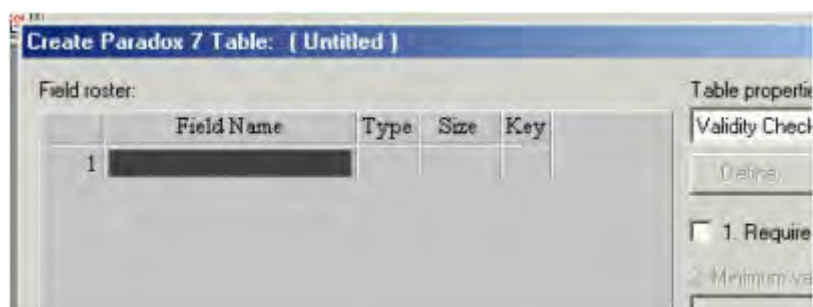 Create Paradox 7 Table: ( Untitled )
Field roster:
Field Name Type Size Key
1
Table propertie
Validity Check
Define
1. Require
2. Minimum va